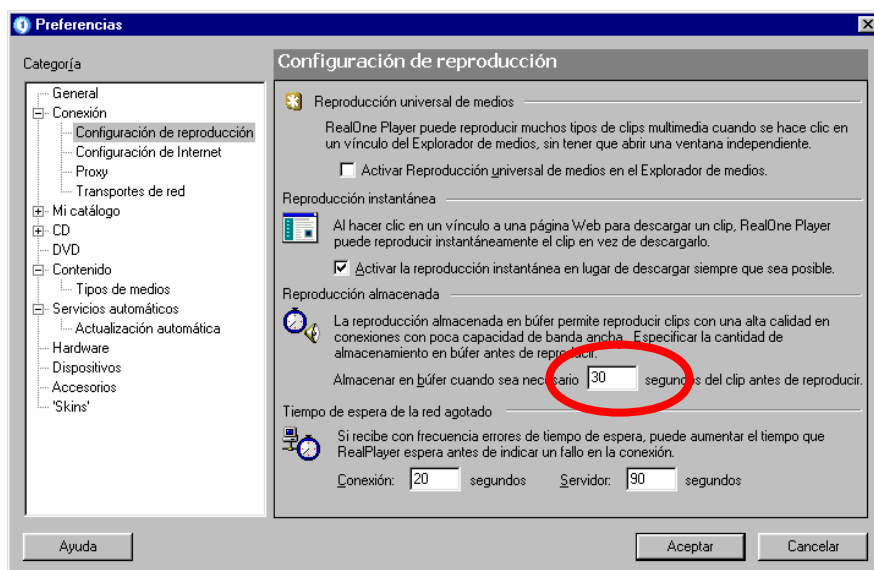 Preferencias
Categoría
General
Conexión
Configuración de reproducción
Configuración de Internet
Proxy
Transportes de red
Mi catálogo
CD
DVD
Contenido
Tipos de medios
Servicios automáticos
Actualización automática
Hardware
Dispositivos
Accesorios
'Skins'
Configuración de reproducción
Reproducción universal de medios
RealOne Player puede reproducir muchos tipos de clips multimedia cuando se hace clic en
un vínculo del Explorador de medios, sin tener que abrir una ventana independiente.
Activar Reproducción universal de medios en el Explorador de medios.
Reproducción instantánea
Al hacer clic en un vínculo a una página Web para descargar un clip, RealOne Player
puede reproducir instantáneamente el clip en vez de descargarlo.
Activar la reproducción instantánea en lugar de descargar siempre que sea posible.
Reproducción almacenada
La reproducción almacenada en búfer permite reproducir clips con una alta calidad en
conexiones con poca capacidad de banda ancha. Especificar la cantidad de
almacenamiento en búfer antes de reproducir.
Almacenar en búfer cuando sea necesario 30 segundos del clip antes de reproducir.
Tiempo de espera de la red agotado
Si recibe con frecuencia errores de tiempo de espera, puede aumentar el tiempo que
RealPlayer espera antes de indicar un fallo en la conexión.
Conexión: 20 segundos Servidor: 90 segundos
Ayuda
Aceptar
Cancelar